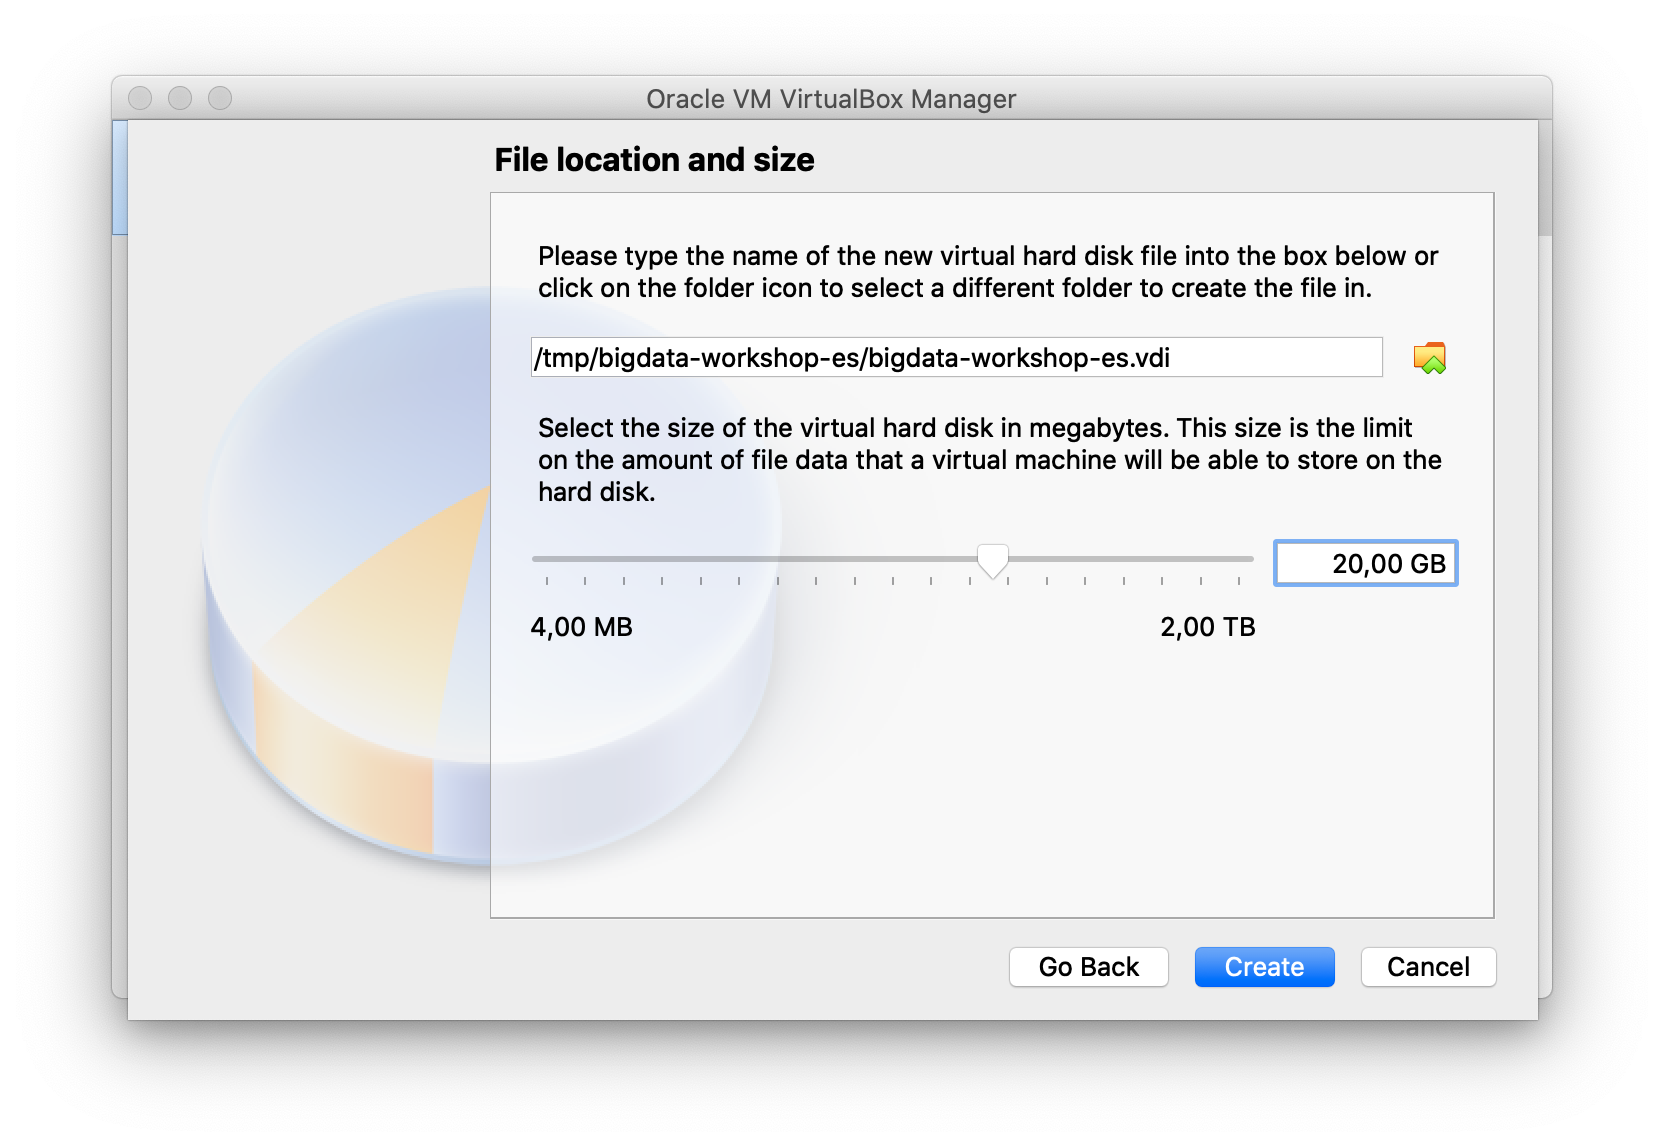 Oracle VM VirtualBox Manager
File location and size
Please type the name of the new virtual hard disk file into the box below or
click on the folder icon to select a different folder to create the file in.
/tmp/bigdata-workshop-es/bigdata-workshop-es.vdi
Select the size of the virtual hard disk in megabytes. This size is the limit
on the amount of file data that a virtual machine will be able to store on the
hard disk.
20,00 GB
4,00 MB
2,00 TB
Go Back
Create
Cancel